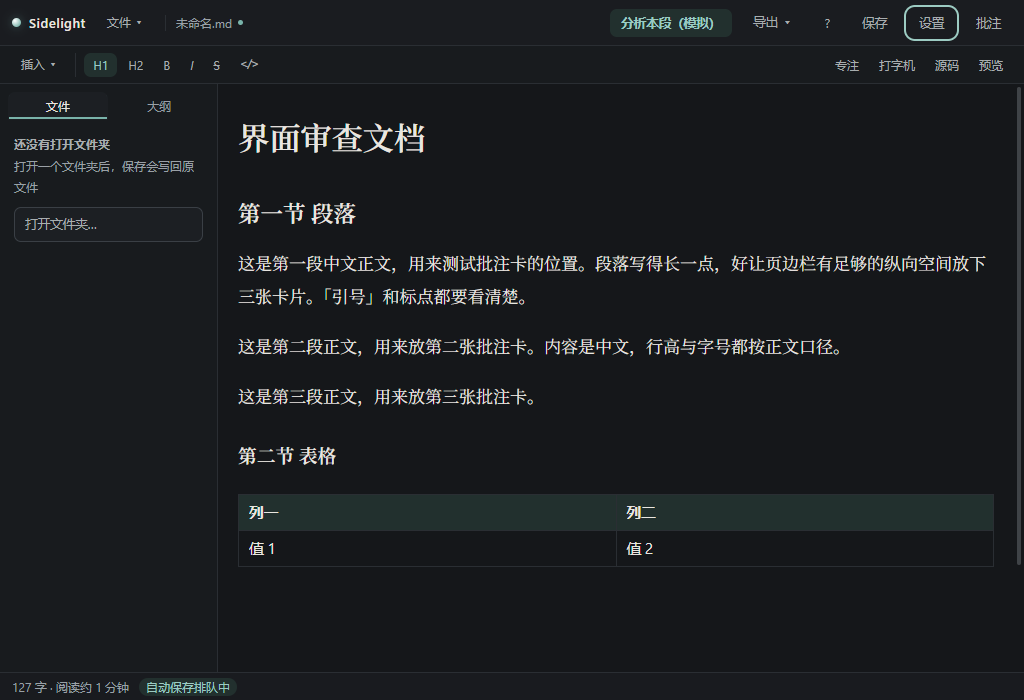 Sidelight 文件 未命名.md 分析本段（模拟） 导出 ? 保存 设置 批注
插入 H1 H2 B I S </> 专注 打字机 源码 预览
文件 大纲
还没有打开文件夹
打开一个文件夹后，保存会写回原
文件
打开文件夹...
界面审查文档
第一节 段落
这是第一段中文正文，用来测试批注卡的位置。段落写得长一点，好让页边栏有足够的纵向空间放下
三张卡片。「引号」和标点都要看清楚。
这是第二段正文，用来放第二张批注卡。内容是中文，行高与字号都按正文口径。
这是第三段正文，用来放第三张批注卡。
第二节 表格
列一 列二
值 1 值 2
127 字 · 阅读约 1 分钟 自动保存排队中